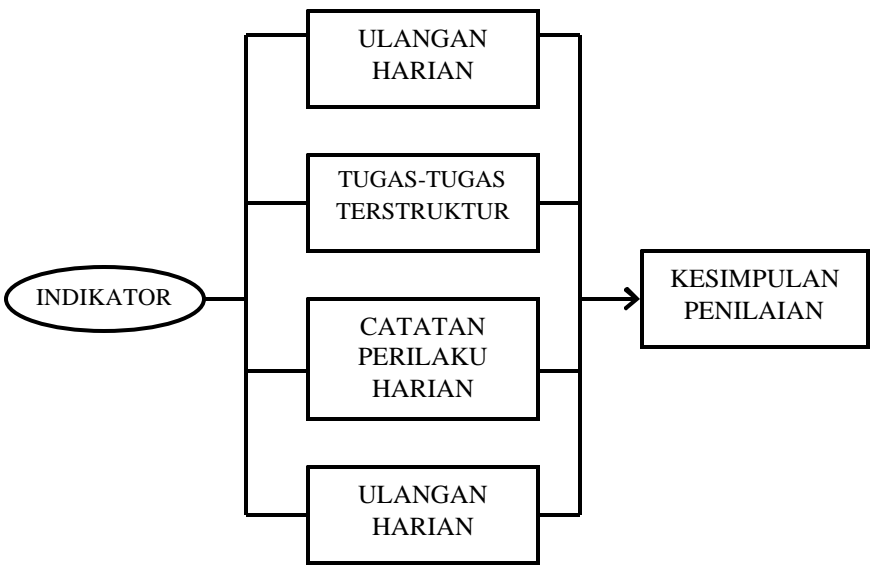 ULANGAN
HARIAN
TUGAS-TUGAS
TERSTRUKTUR
INDIKATOR
KESIMPULAN
PENILAIAN
CATATAN
PERILAKU
HARIAN
ULANGAN
HARIAN